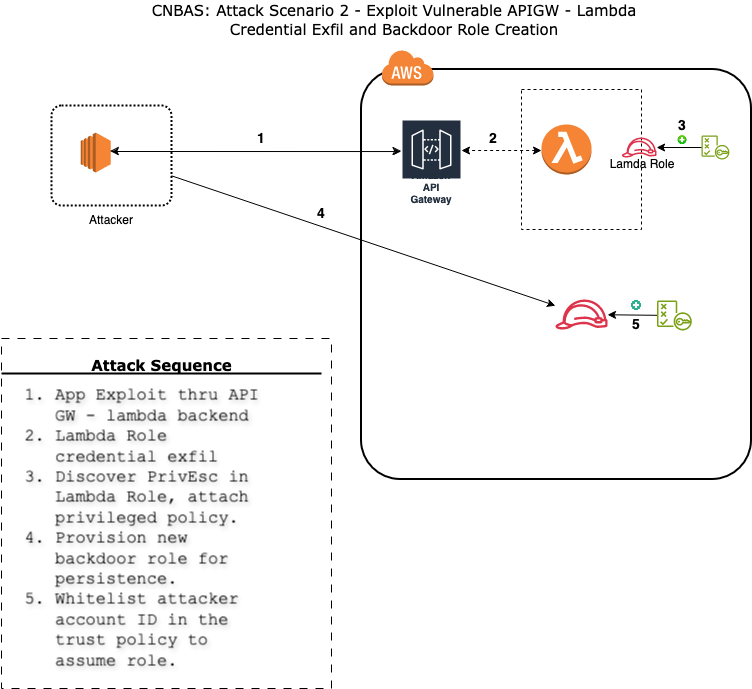 CNBAS: Attack Scenario 2 - Exploit Vulnerable APIGW - Lambda
Credential Exfil and Backdoor Role Creation
AWS
1
2
3
Lamda Role
API
Gateway
Attacker
4
5
Attack Sequence
1. App Exploit thru API
GW - lambda backend
2. Lambda Role
credential exfil
3. Discover PrivEsc in
Lambda Role, attach
privileged policy.
4. Provision new
backdoor role for
persistence.
5. Whitelist attacker
account ID in the
trust policy to
assume role.